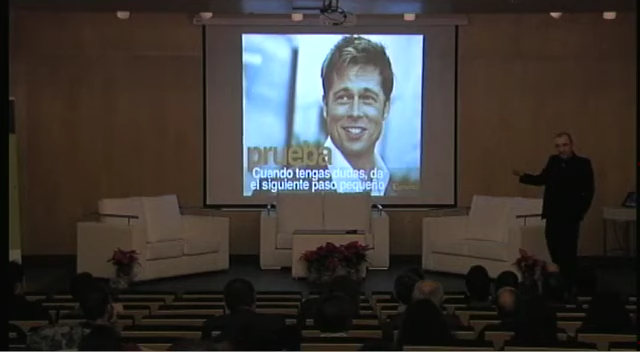 prueba
Cuando tengas dudas, da
el siguiente paso pequeño